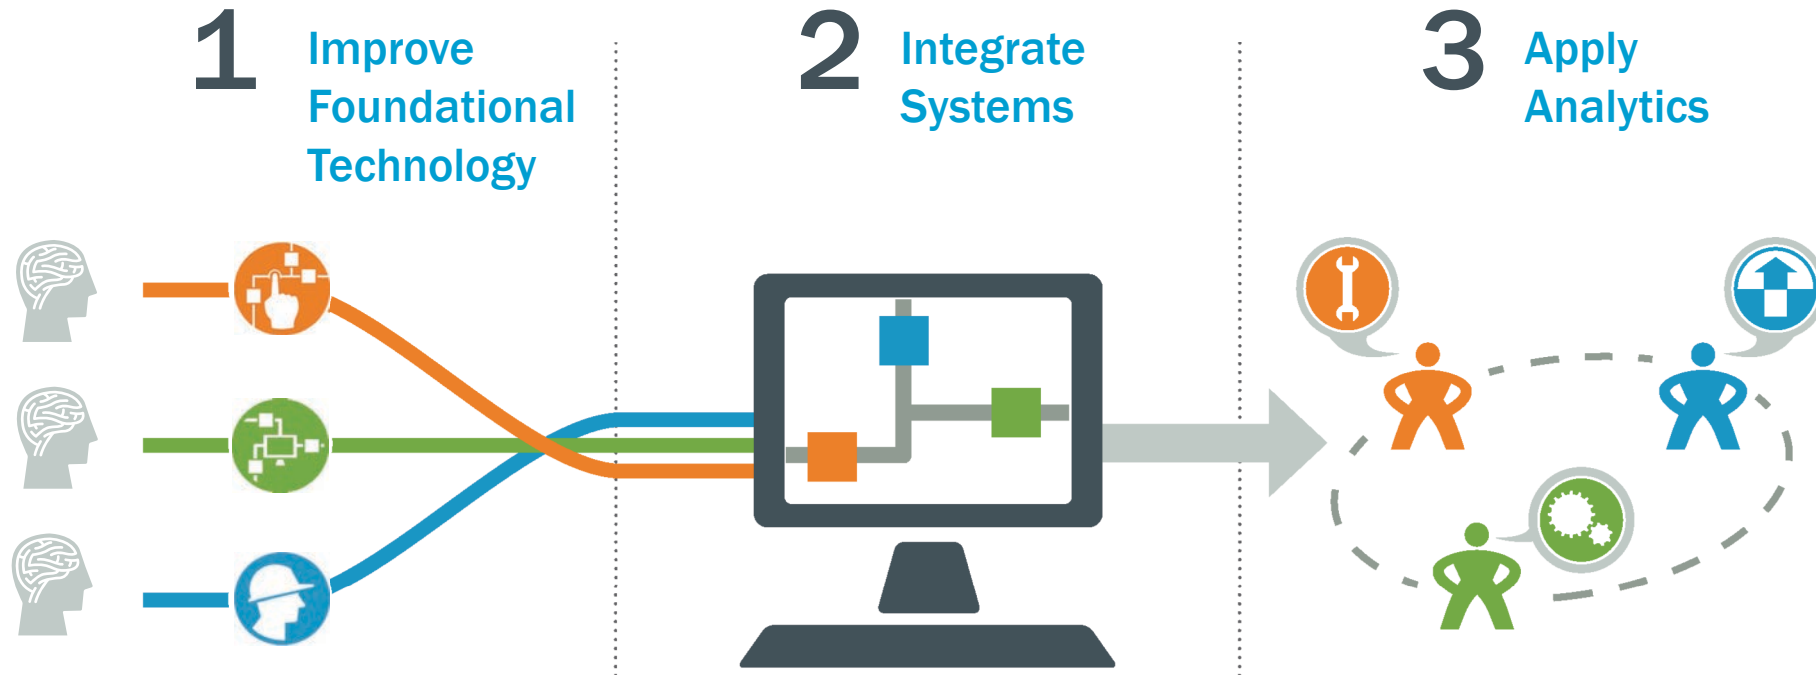 1
Improve
Foundational
Technology
2
Integrate
Systems
3
Apply
Analytics